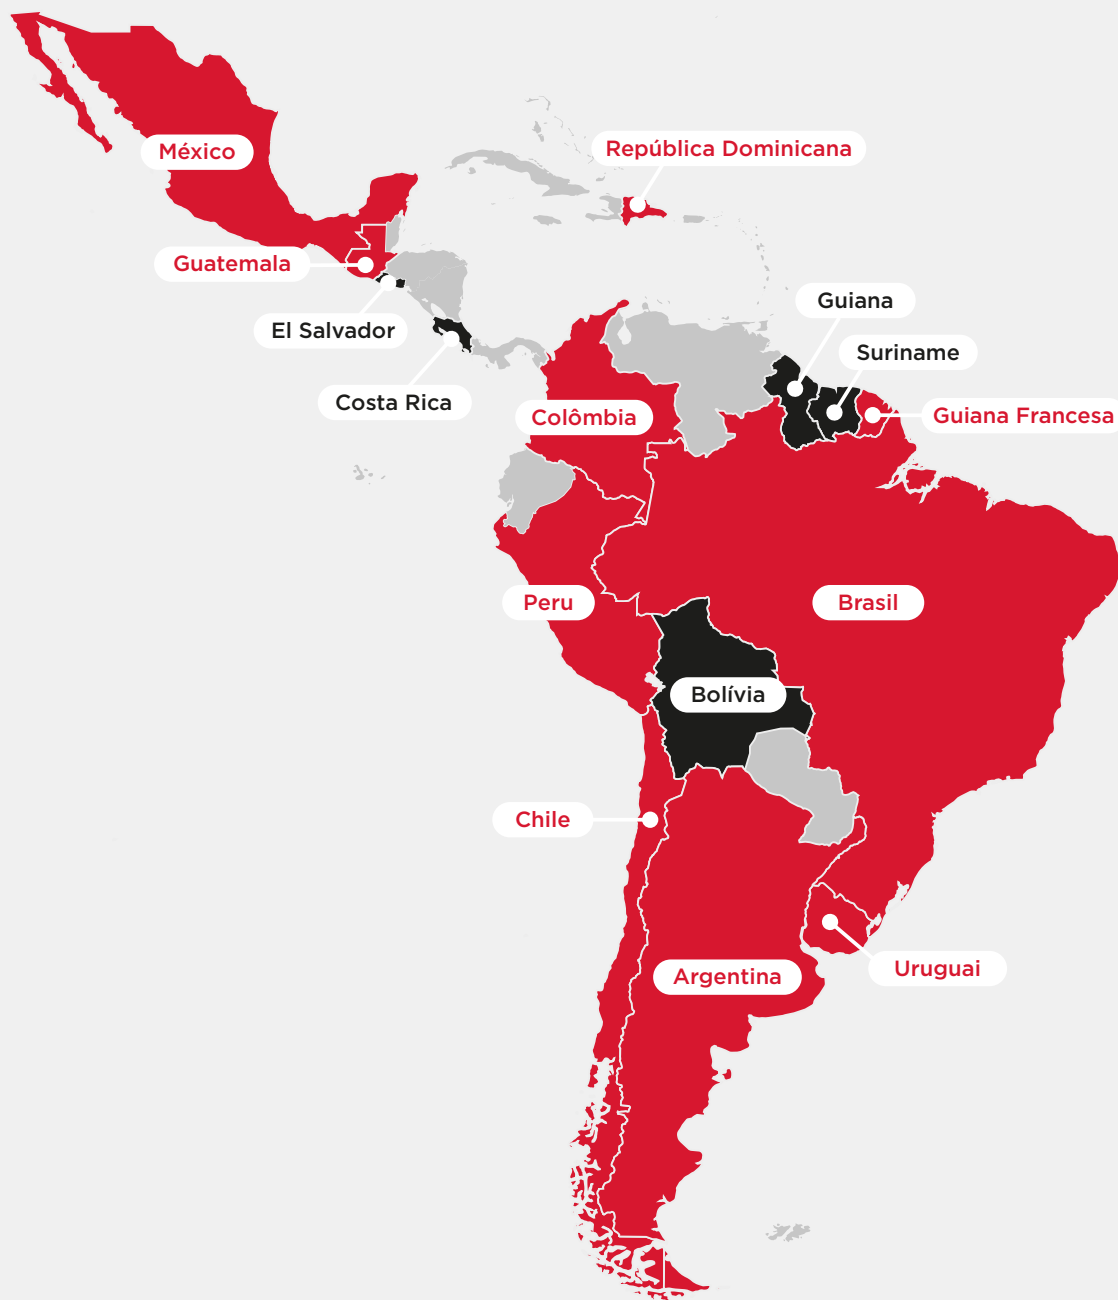 México
República Dominicana
Guatemala
Guiana
El Salvador
Suriname
Costa Rica
Colômbia
Guiana Francesa
Peru
Brasil
Bolívia
Chile
Uruguai
Argentina